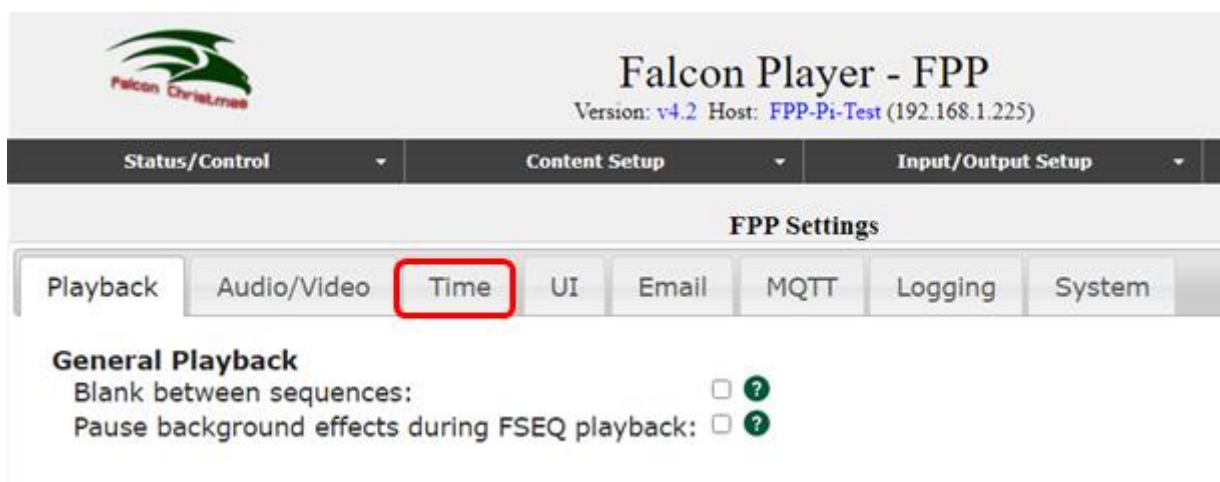 Falcon Christmas
Falcon Player - FPP
Version: v4.2 Host: FPP-Pi-Test (192.168.1.225)
Status/Control Content Setup Input/Output Setup
FPP Settings
Playback Audio/Video Time UI Email MQTT Logging System
General Playback
Blank between sequences: ?
Pause background effects during FSEQ playback: ?